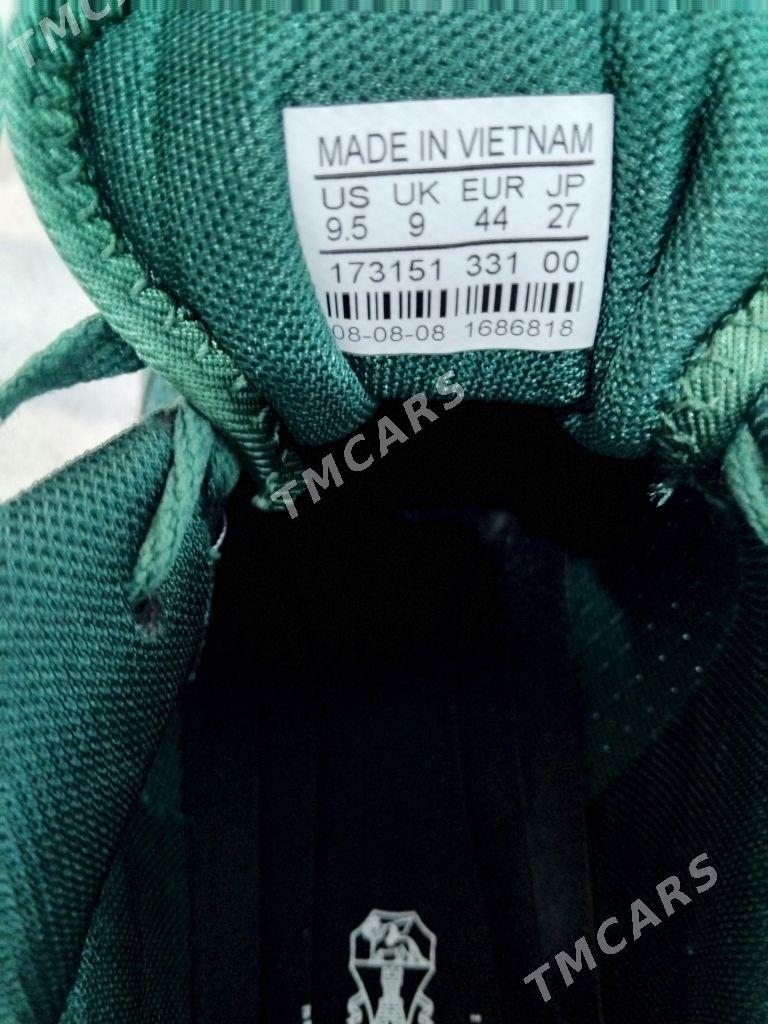 TMCARS
MADE IN VIETNAM
US UK EUR JP
9.5 9 44 27
173151 331 00
08-08-08 1686818
TMCARS
TMCARS